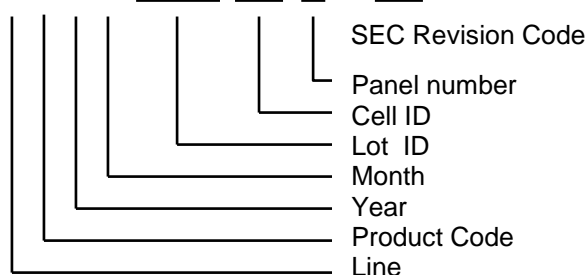 SEC Revision Code
Panel number
Cell ID
Lot ID
Month
Year
Product Code
Line